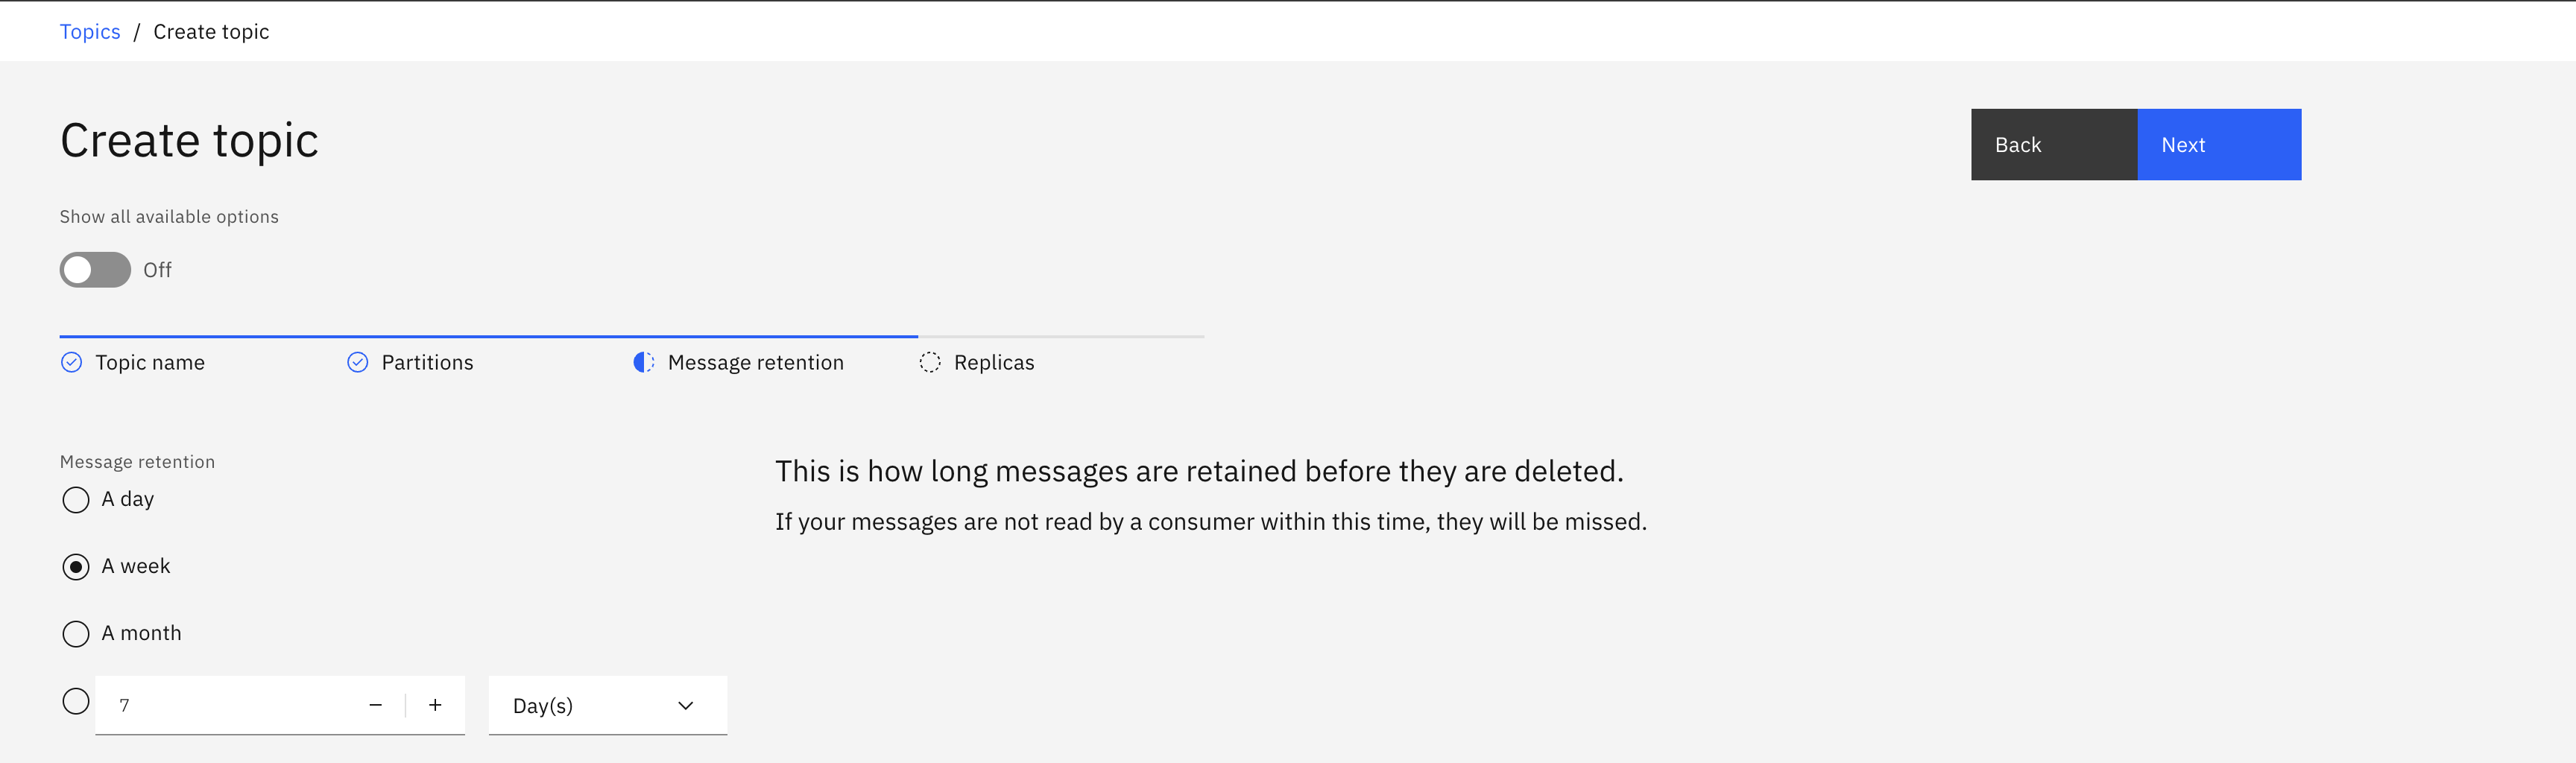 Topics / Create topic
Create topic
Back
Next
Show all available options
Off
Topic name
Partitions
Message retention
Replicas
Message retention
A day
A week
A month
7
Day(s)
This is how long messages are retained before they are deleted.
If your messages are not read by a consumer within this time, they will be missed.